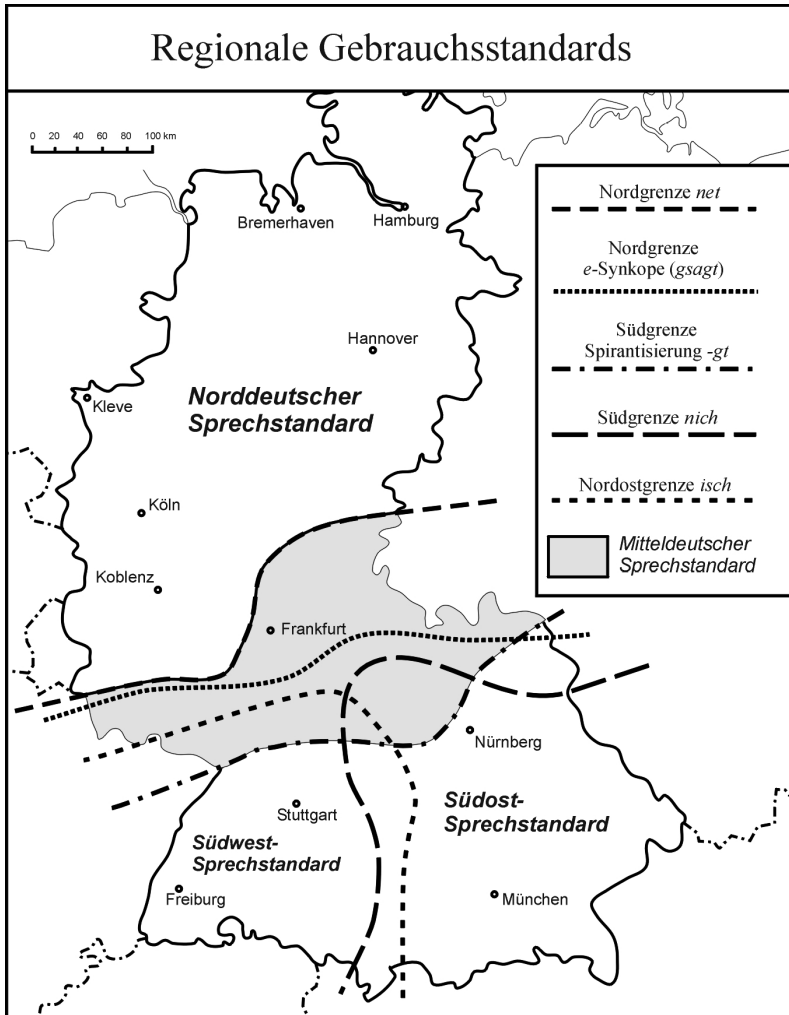 Regionale Gebrauchsstandards
0 20 40 60 80 100 km
Bremerhaven
Hamburg
Hannover
Norddeutscher
Sprechstandard
Kleve
Köln
Koblenz
Frankfurt
Nürnberg
Stuttgart
Südost-
Sprechstandard
Südwest-
Sprechstandard
Freiburg
München
Nordgrenze net
Nordgrenze
e-Synkope (gsagt)
Südgrenze
Spirantisierung -gt
Südgrenze nich
Nordostgrenze isch
Mitteldeutscher
Sprechstandard